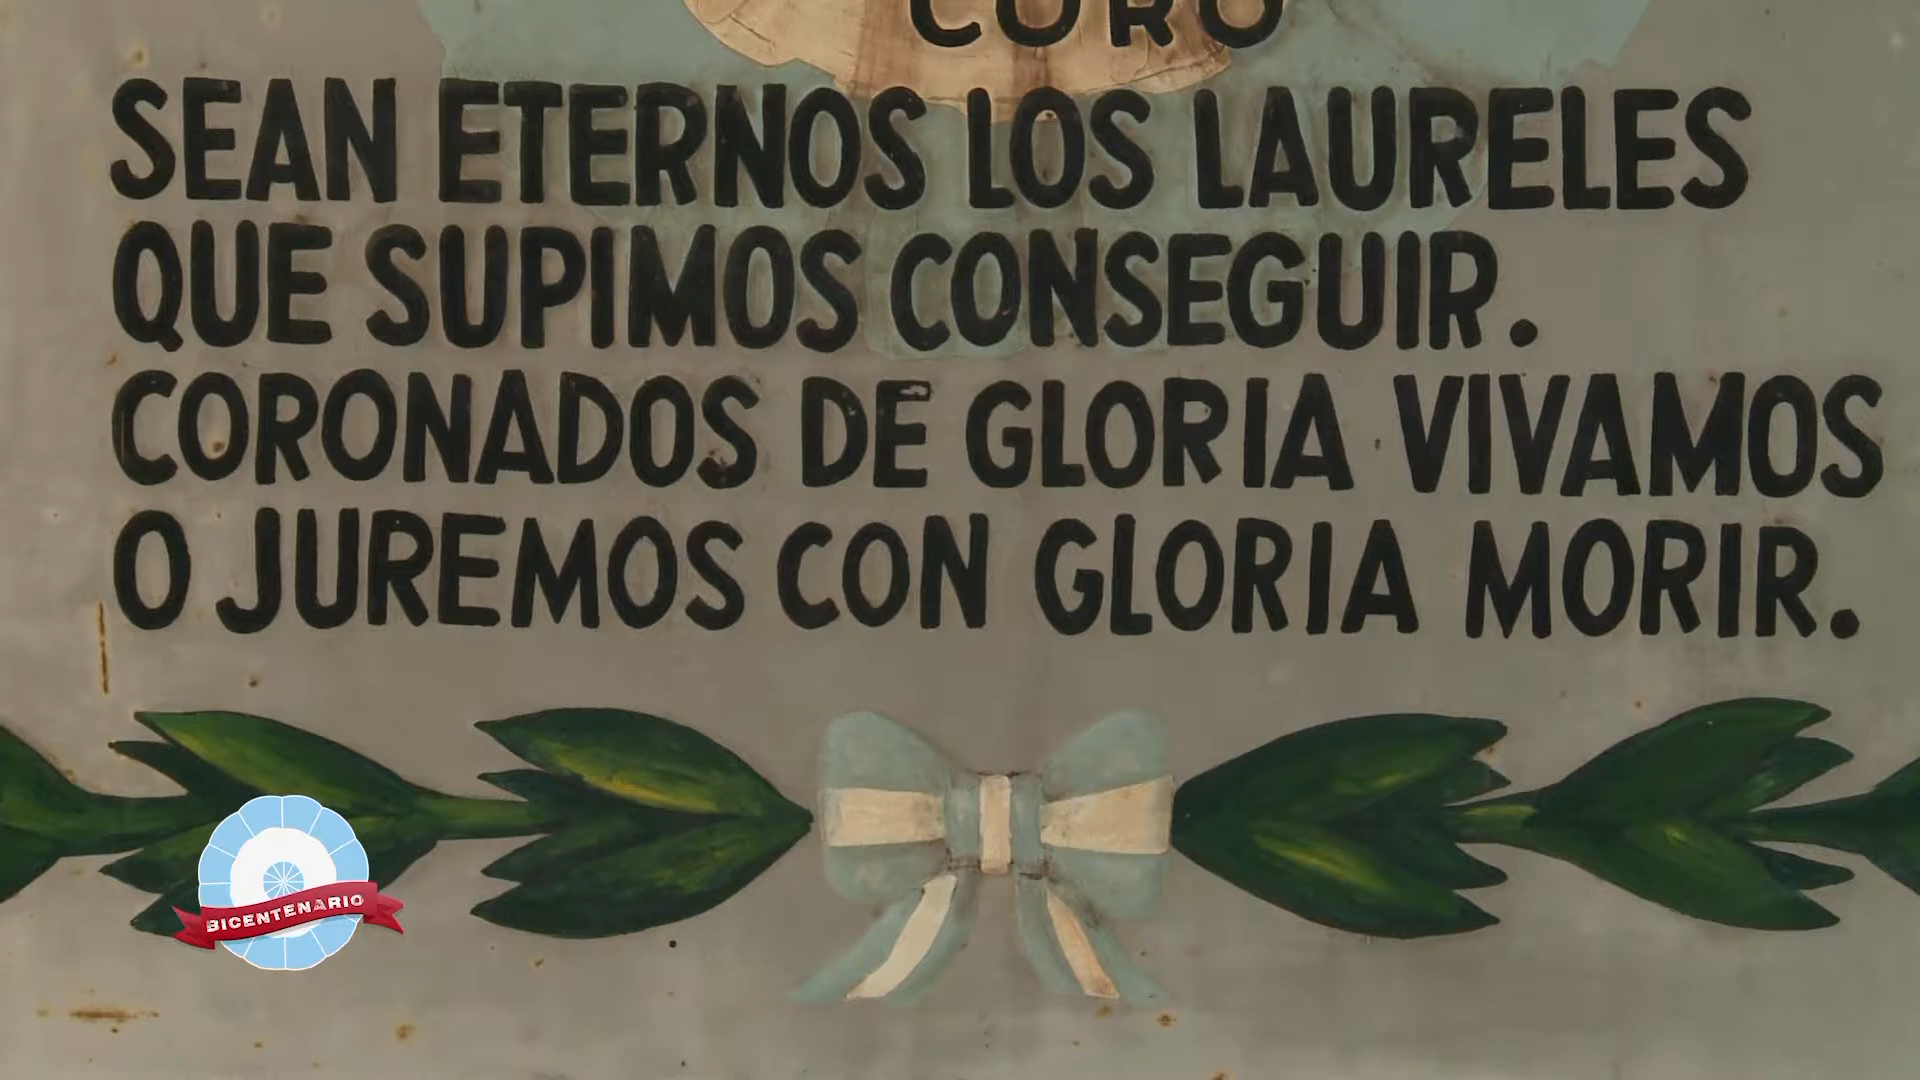 CORO
SEAN ETERNOS LOS LAURELES
QUE SUPIMOS CONSEGUIR.
CORONADOS DE GLORIA VIVAMOS
O JUREMOS CON GLORIA MORIR.
BICENTENARIO